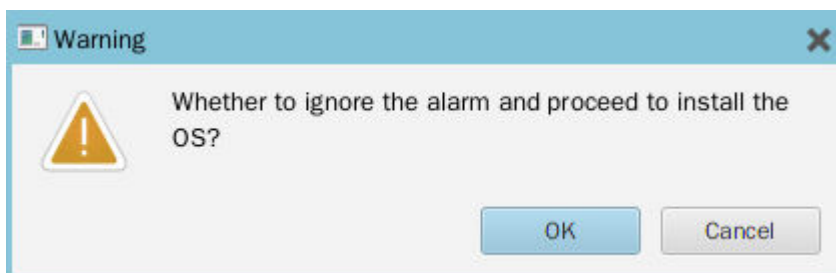 Warning
Whether to ignore the alarm and proceed to install the
OS?
OK
Cancel